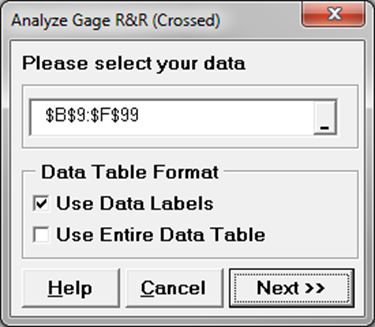 Analyze Gage R&R (Crossed)
Please select your data
$B$9:$F$99
Data Table Format
Use Data Labels
Use Entire Data Table
Help Cancel Next >>